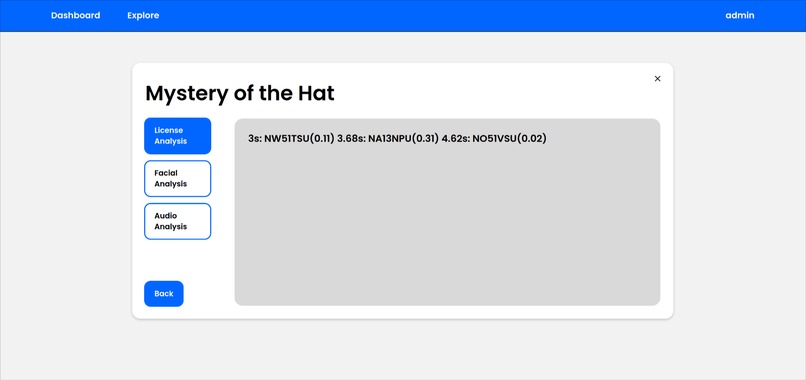 Dashboard Explore admin
×
Mystery of the Hat
License
Analysis
3s: NW51TSU(0.11) 3.68s: NA13NPU(0.31) 4.62s: NO51VSU(0.02)
Facial
Analysis
Audio
Analysis
Back